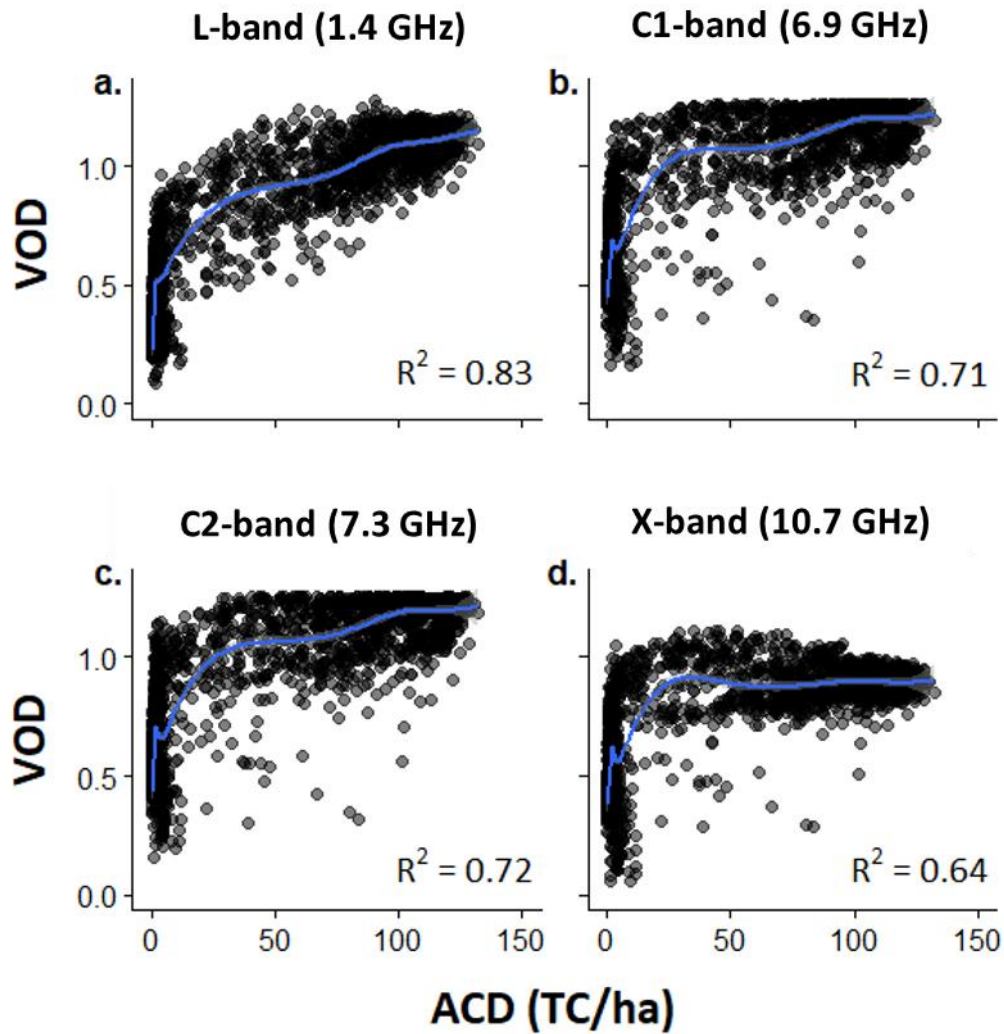 L-band (1.4 GHz)
C1-band (6.9 GHz)
a.
b.
VOD
1.0
0.5
0.0
R² = 0.83
R² = 0.71
C2-band (7.3 GHz)
X-band (10.7 GHz)
c.
d.
VOD
1.0
0.5
0.0
R² = 0.72
R² = 0.64
0 50 100 150
0 50 100 150
ACD (TC/ha)